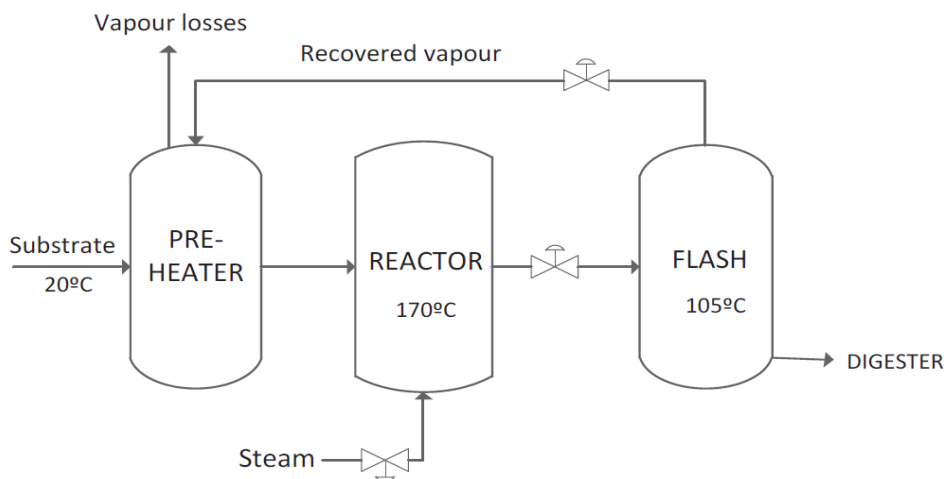 Vapour losses
Recovered vapour
Substrate
20ºC
PRE-
HEATER
REACTOR
170ºC
FLASH
105ºC
DIGESTER
Steam